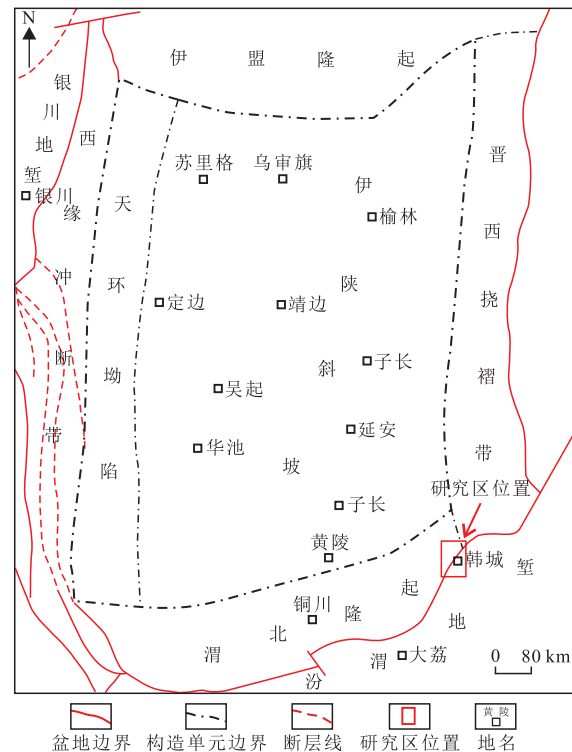 N
伊盟隆起
银川地堑
西缘冲断带
天环坳陷
伊陕斜坡
晋西挠褶带
苏里格
乌审旗
榆林
银川
定边
靖边
子长
吴起
延安
华池
子长
研究区位置
黄陵
韩城
铜川
大荔
渭北隆起
汾渭地堑
0 80 km
黄陵
盆地边界
构造单元边界
断层线
研究区位置
地名